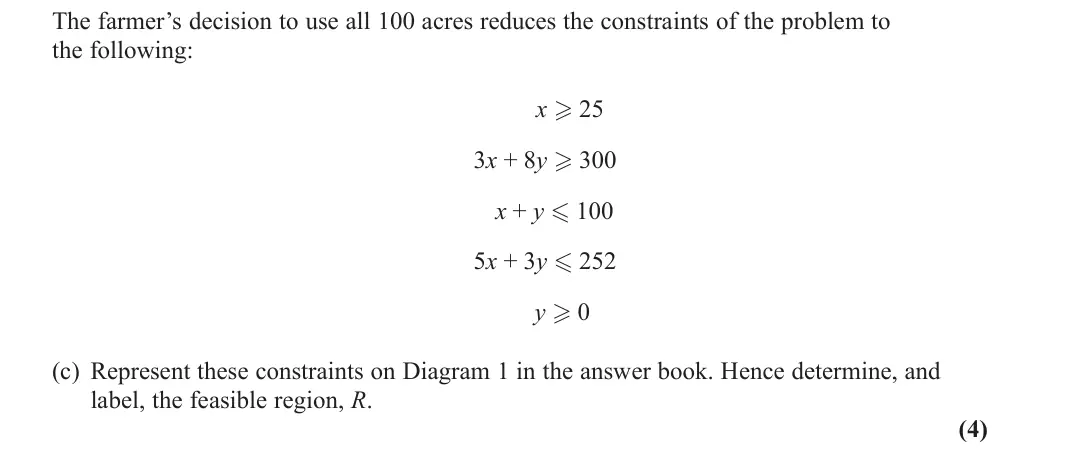 The farmer’s decision to use all 100 acres reduces the constraints of the problem to
the following:
x ⩾ 25
3x + 8y ⩾ 300
x + y ⩽ 100
5x + 3y ⩽ 252
y ⩾ 0
(c) Represent these constraints on Diagram 1 in the answer book. Hence determine, and
label, the feasible region, R.
(4)